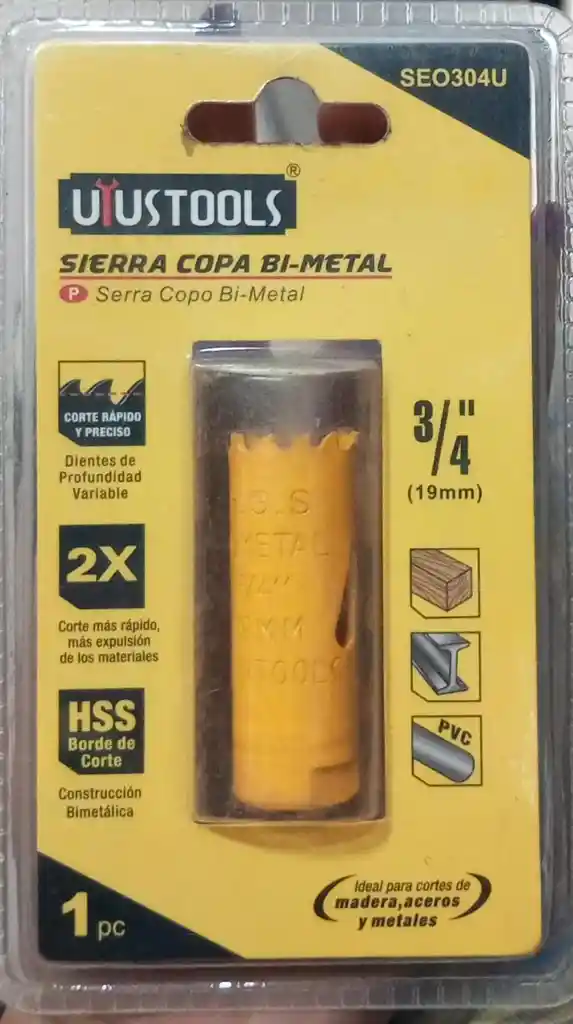 SEO304U
UYUSTOOLS®
SIERRA COPA BI-METAL
P Serra Copo Bi-Metal
CORTE RÁPIDO
Y PRECISO
Dientes de
Profundidad
Variable
2X
Corte más rápido,
más expulsión
de los materiales
HSS
Borde de
Corte
Construcción
Bimetálica
3/4"
(19mm)
PVC
Ideal para cortes de
madera,aceros
y metales
1 pc